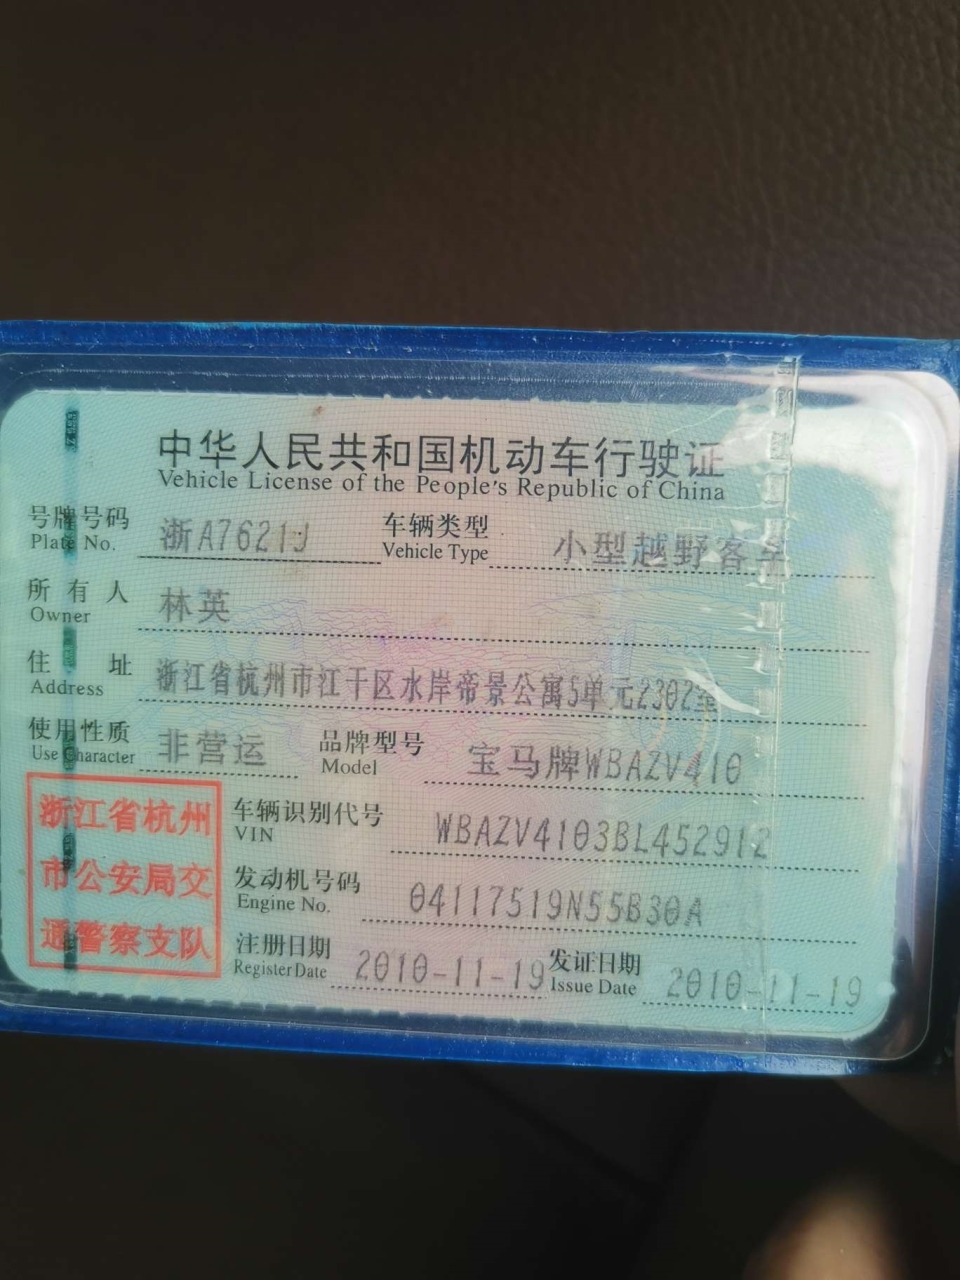 中华人民共和国机动车行驶证
Vehicle License of the People's Republic of China
号牌号码 浙A7621J 车辆类型 小型越野客车
Plate No. Vehicle Type
所有人 林英
Owner
住址 浙江省杭州市江干区水岸帝景公寓5单元2302室
Address
使用性质 非营运 品牌型号 宝马牌WBAZV410
Use Character Model
车辆识别代号 WBAZV4103BL452912
VIN
发动机号码 04117519N55B30A
Engine No.
注册日期 2010-11-19 发证日期 2010-11-19
Register Date Issue Date
浙江省杭州
市公安局交
通警察支队